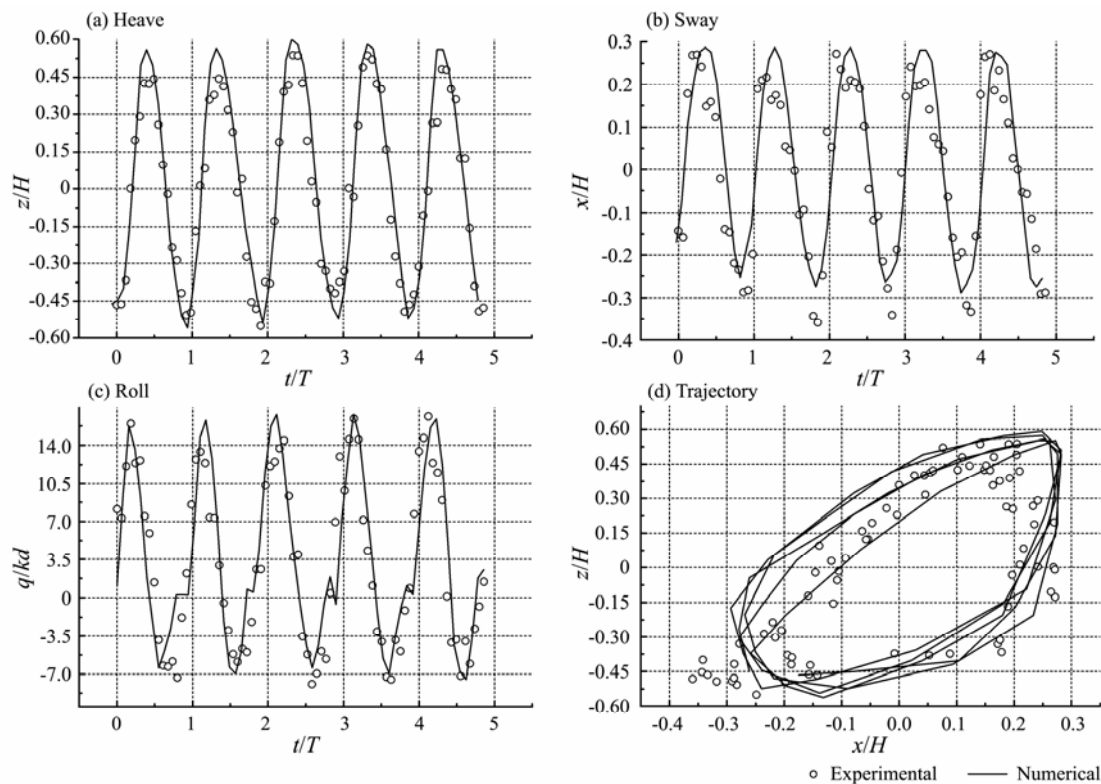 (a) Heave
0.60
0.45
0.30
0.15
0
-0.15
-0.30
-0.45
-0.60
z/H
0 1 2 3 4 5
t/T
(b) Sway
0.3
0.2
0.1
0
-0.1
-0.2
-0.3
-0.4
x/H
0 1 2 3 4 5
t/T
(c) Roll
14.0
10.5
7.0
3.5
0
-3.5
-7.0
q/kd
0 1 2 3 4 5
t/T
(d) Trajectory
0.60
0.45
0.30
0.15
0
-0.15
-0.30
-0.45
-0.60
z/H
-0.4 -0.3 -0.2 -0.1 0.0 0.1 0.2 0.3
x/H
Experimental Numerical